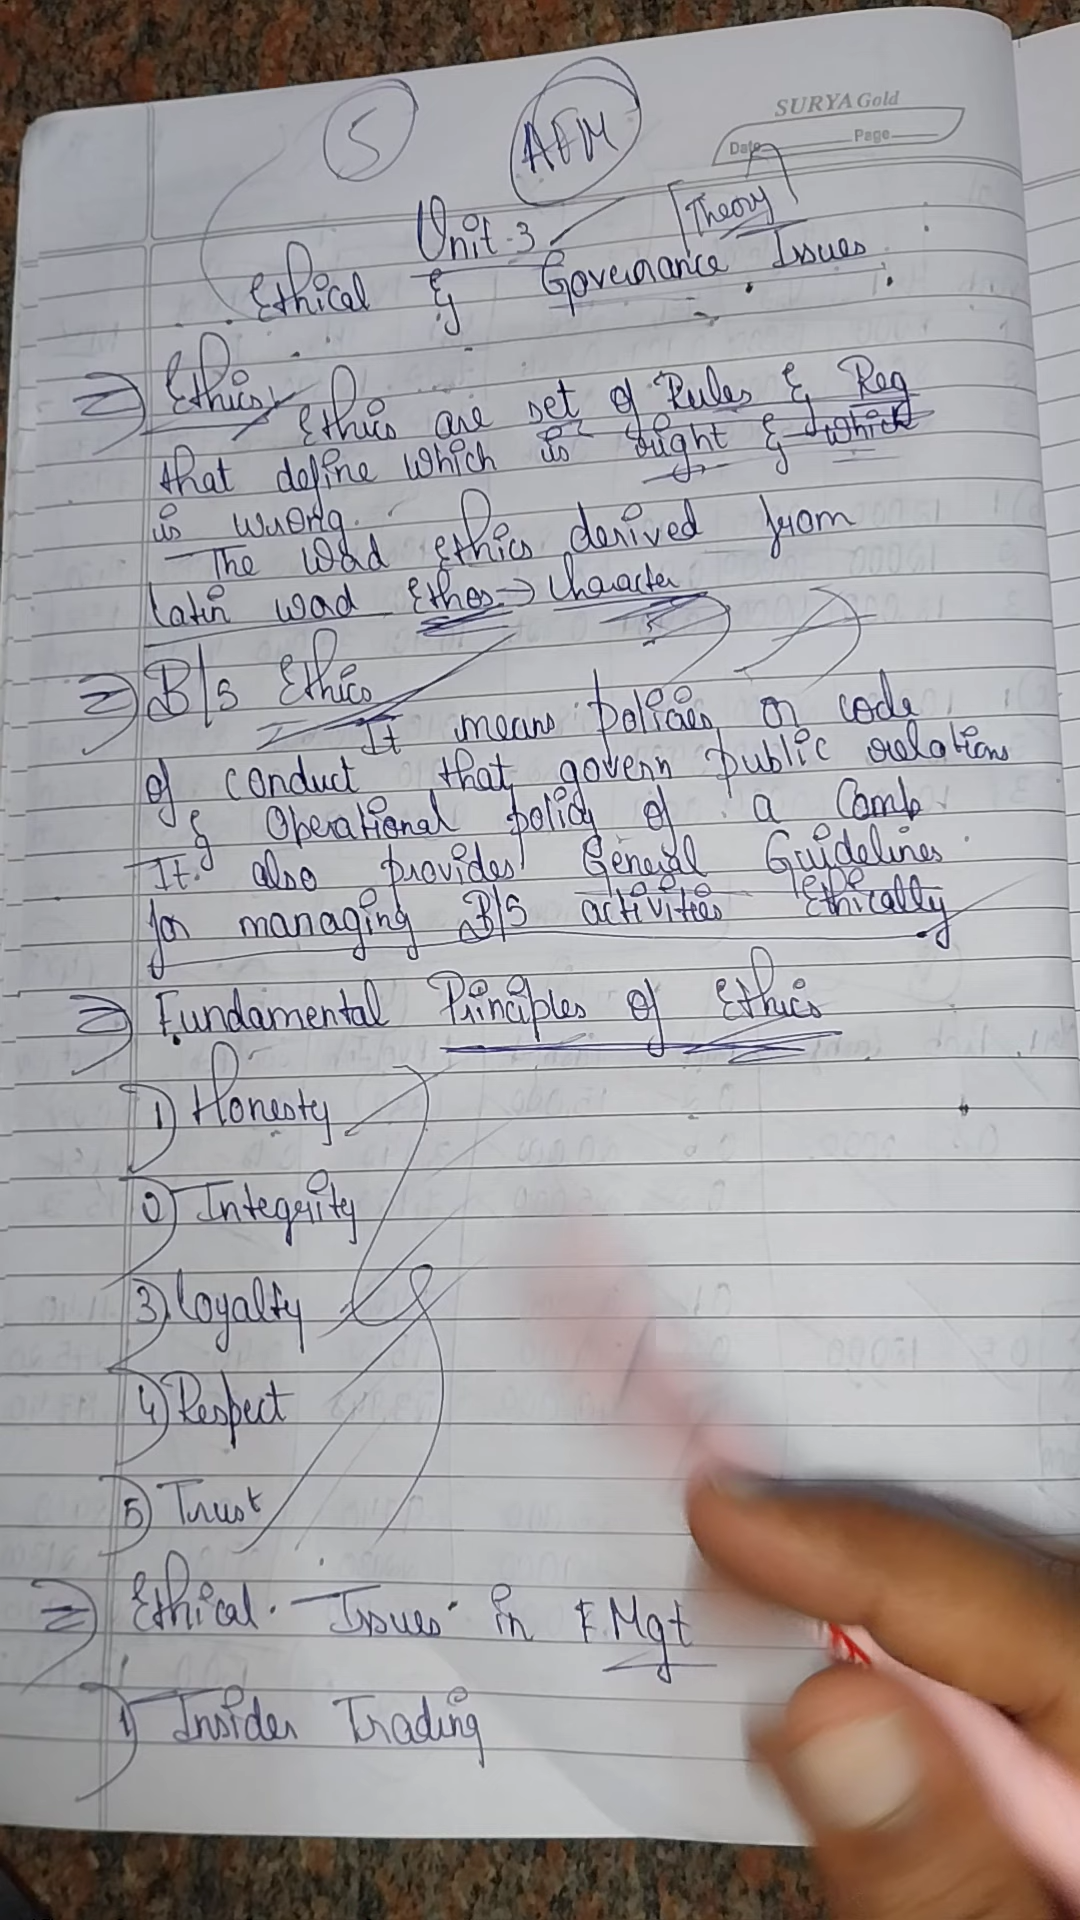 5
AFM
SURYA Gold
Date Page
Theory
Unit-3
Ethical & Governance Issues
=> Ethics
Ethics are set of Rules & Reg
that define which is right & which
is wrong.
The word Ethics derived from
latin word Ethos -> Character
=> B/s Ethics
It means policies or code
of conduct that govern public relations
& Operational policy of a Comp.
It also provides General Guidelines
for managing B/S activities Ethically
=> Fundamental Principles of Ethics
1) Honesty
2) Integrity
3) loyalty
4) Respect
5) Trust
=> Ethical Issues in F.Mgt
1) Insider Trading